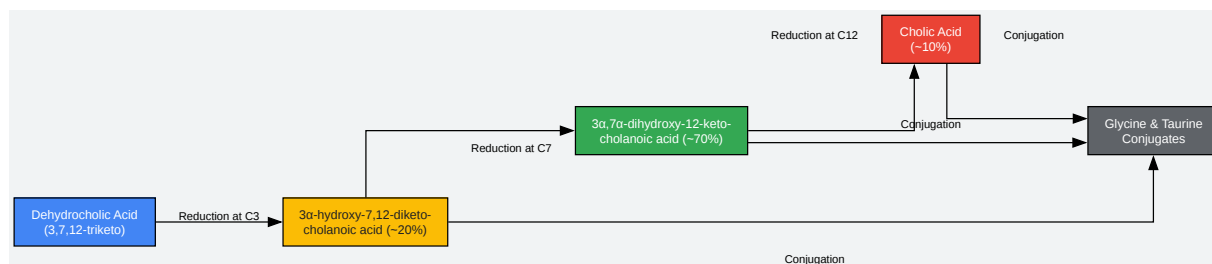 Reduction at C12
Cholic Acid
(~10%)
Conjugation
3α,7α-dihydroxy-12-keto-
cholanoic acid (~70%)
Conjugation
Glycine & Taurine
Conjugates
Reduction at C7
Dehydrocholic Acid
(3,7,12-triketo)
Reduction at C3
3α-hydroxy-7,12-diketo-
cholanoic acid (~20%)
Conjugation